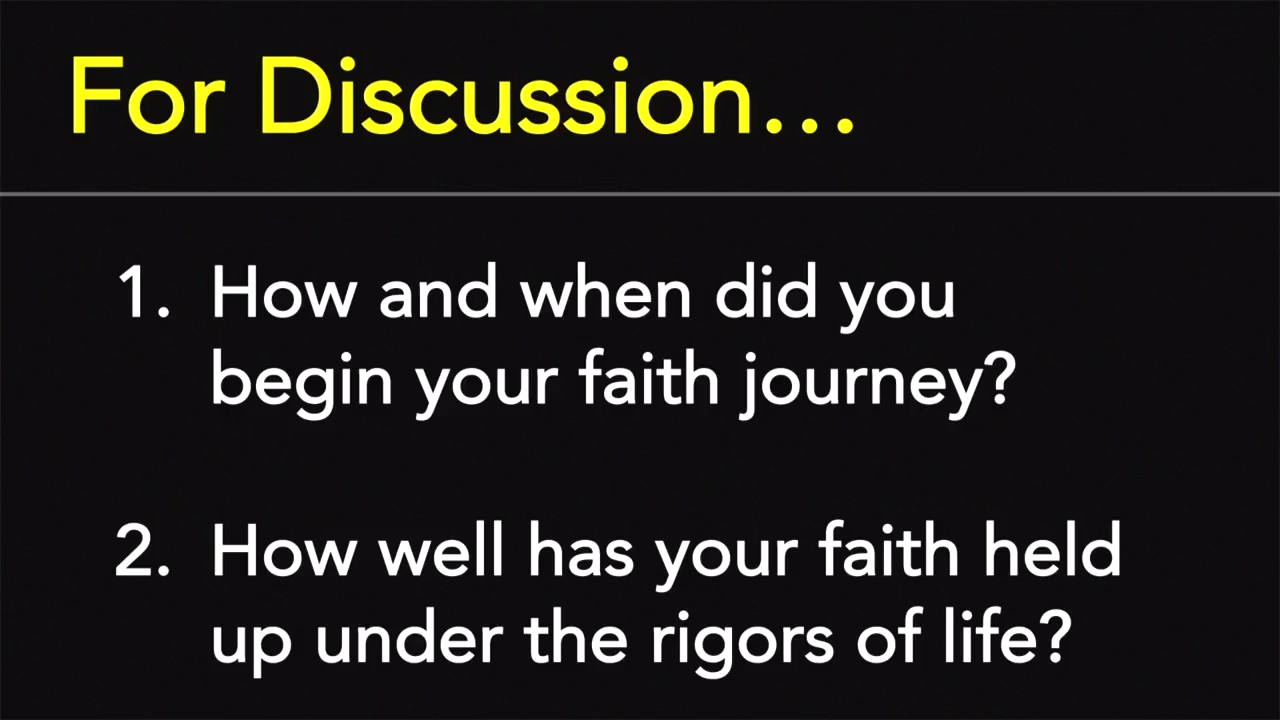 For Discussion...
1. How and when did you
begin your faith journey?
2. How well has your faith held
up under the rigors of life?